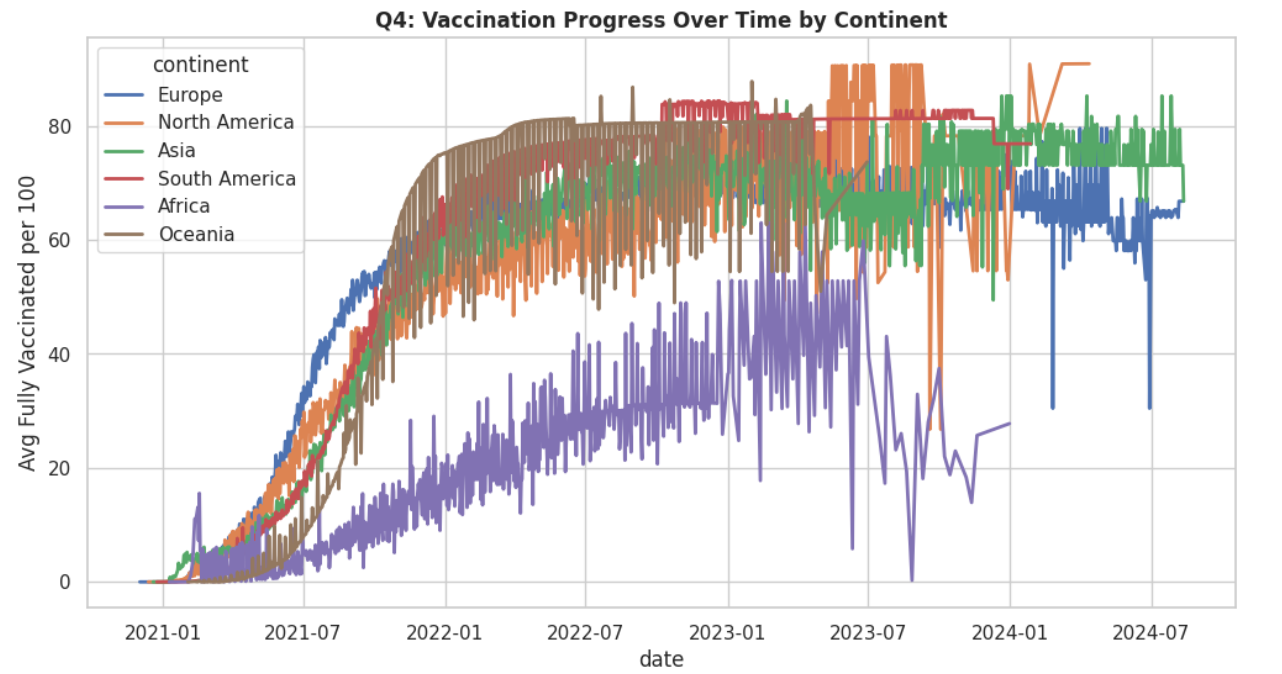 Q4: Vaccination Progress Over Time by Continent
continent
Europe
North America
Asia
South America
Africa
Oceania
Avg Fully Vaccinated per 100
80
60
40
20
0
2021-01 2021-07 2022-01 2022-07 2023-01 2023-07 2024-01 2024-07
date